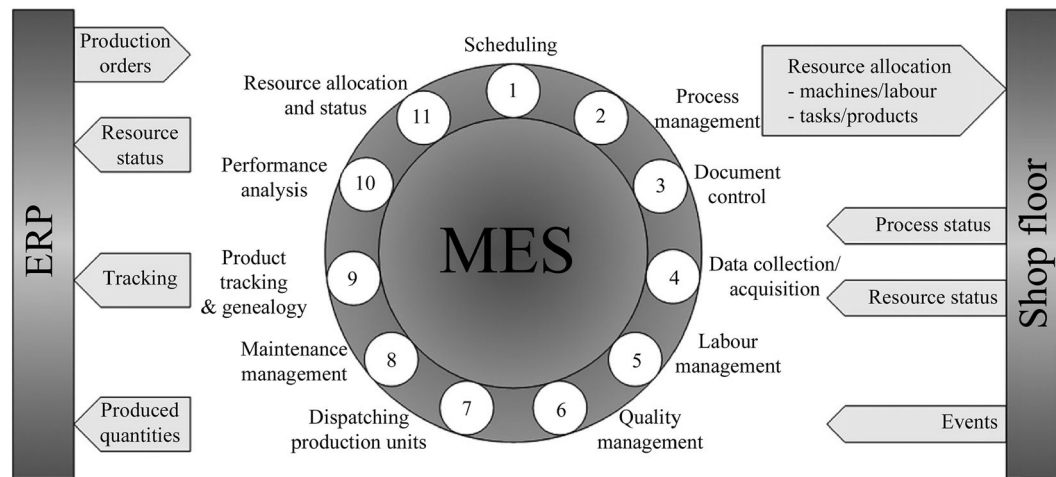 ERP
Production
orders
Resource
status
Tracking
Produced
quantities
Scheduling
1
Process
management
2
Document
control
3
Data collection/
acquisition
4
Labour
management
5
Quality
management
6
Dispatching
production units
7
Maintenance
management
8
Product
tracking
& genealogy
9
Performance
analysis
10
Resource allocation
and status
11
MES
Resource allocation
- machines/labour
- tasks/products
Process status
Resource status
Events
Shop floor